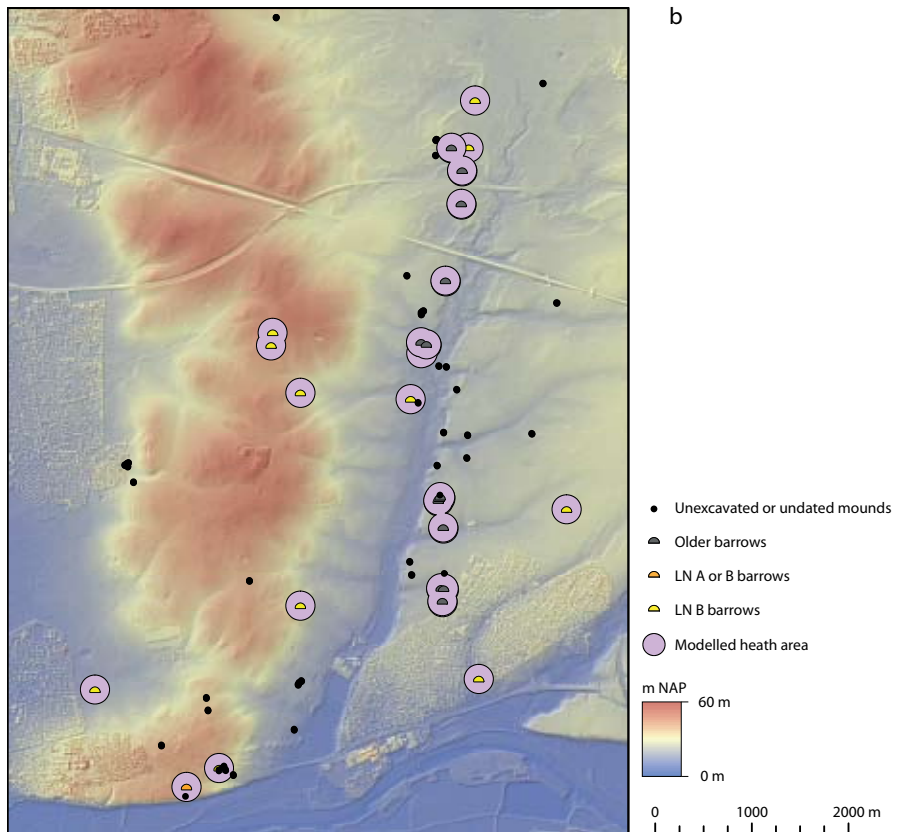 b
Unexcavated or undated mounds
Older barrows
LN A or B barrows
LN B barrows
Modelled heath area
m NAP
60 m
0 m
0 1000 2000 m